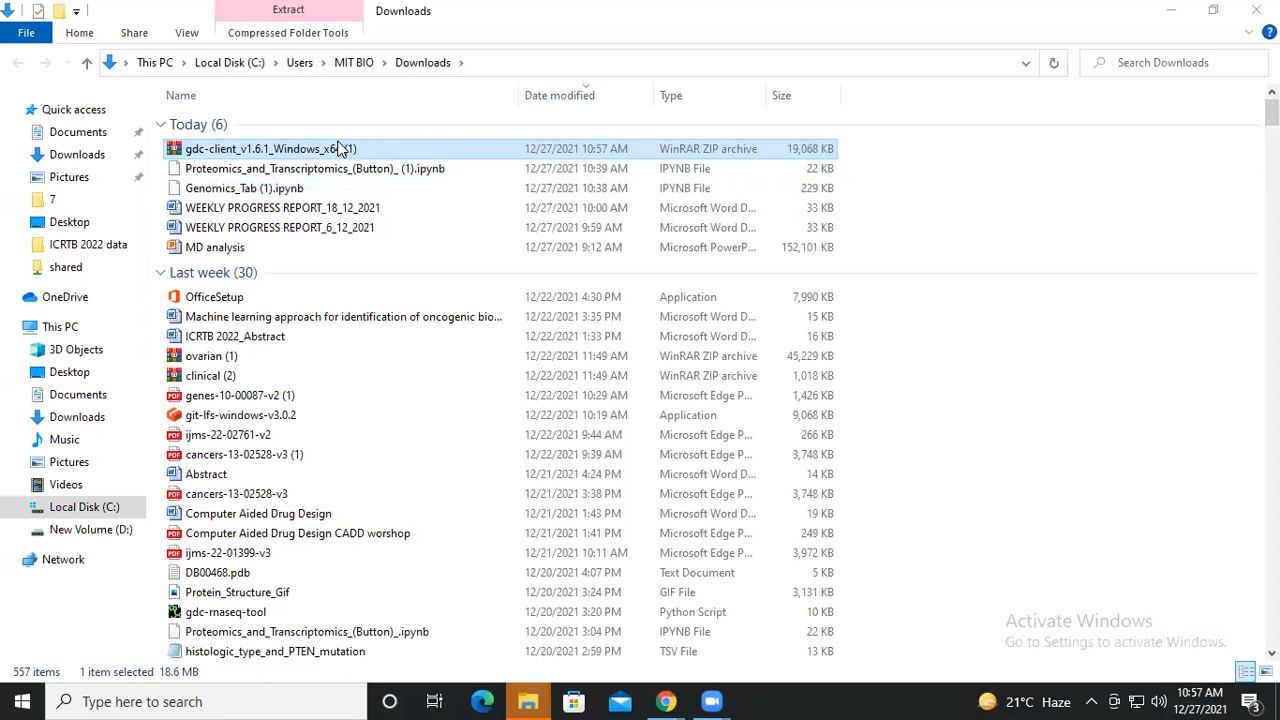 Extract
Downloads
File
Home
Share
View
Compressed Folder Tools
This PC
Local Disk (C:)
Users
MIT BIO
Downloads
Search Downloads
Name
Date modified
Type
Size
Quick access
Documents
Downloads
Pictures
7
Desktop
ICRTB 2022 data
shared
OneDrive
This PC
3D Objects
Desktop
Documents
Downloads
Music
Pictures
Videos
Local Disk (C:)
New Volume (D:)
Network
Today (6)
gdc-client_v1.6.1_Windows_x6 (1) 12/27/2021 10:57 AM WinRAR ZIP archive 19,068 KB
Proteomics_and_Transcriptomics_(Button)_ (1).ipynb 12/27/2021 10:39 AM IPYNB File 22 KB
Genomics_Tab (1).ipynb 12/27/2021 10:38 AM IPYNB File 229 KB
WEEKLY PROGRESS REPORT_18_12_2021 12/27/2021 10:00 AM Microsoft Word D... 33 KB
WEEKLY PROGRESS REPORT_6_12_2021 12/27/2021 9:59 AM Microsoft Word D... 33 KB
MD analysis 12/27/2021 9:12 AM Microsoft PowerP... 152,101 KB
Last week (30)
OfficeSetup 12/22/2021 4:30 PM Application 7,990 KB
Machine learning approach for identification of oncogenic bio... 12/22/2021 3:35 PM Microsoft Word D... 15 KB
ICRTB 2022_Abstract 12/22/2021 1:33 PM Microsoft Word D... 16 KB
ovarian (1) 12/22/2021 11:49 AM WinRAR ZIP archive 45,229 KB
clinical (2) 12/22/2021 11:49 AM WinRAR ZIP archive 1,018 KB
genes-10-00087-v2 (1) 12/22/2021 10:29 AM Microsoft Edge P... 1,426 KB
git-lfs-windows-v3.0.2 12/22/2021 10:19 AM Application 9,068 KB
ijms-22-02761-v2 12/22/2021 9:44 AM Microsoft Edge P... 266 KB
cancers-13-02528-v3 (1) 12/22/2021 9:39 AM Microsoft Edge P... 3,748 KB
Abstract 12/21/2021 4:24 PM Microsoft Word D... 14 KB
cancers-13-02528-v3 12/21/2021 3:38 PM Microsoft Edge P... 3,748 KB
Computer Aided Drug Design 12/21/2021 1:43 PM Microsoft Word D... 19 KB
Computer Aided Drug Design CADD worshop 12/21/2021 1:41 PM Microsoft Edge P... 249 KB
ijms-22-01399-v3 12/21/2021 10:11 AM Microsoft Edge P... 3,972 KB
DB00468.pdb 12/20/2021 4:07 PM Text Document 5 KB
Protein_Structure_Gif 12/20/2021 3:24 PM GIF File 3,131 KB
gdc-rnaseq-tool 12/20/2021 3:20 PM Python Script 10 KB
Proteomics_and_Transcriptomics_(Button)_.ipynb 12/20/2021 3:04 PM IPYNB File 22 KB
histologic_type_and_PTEN_mutation 12/20/2021 2:59 PM TSV File 13 KB
Activate Windows
Go to Settings to activate Windows.
557 items 1 item selected 18.6 MB
Type here to search
21°C Haze
10:57 AM
12/27/2021
3